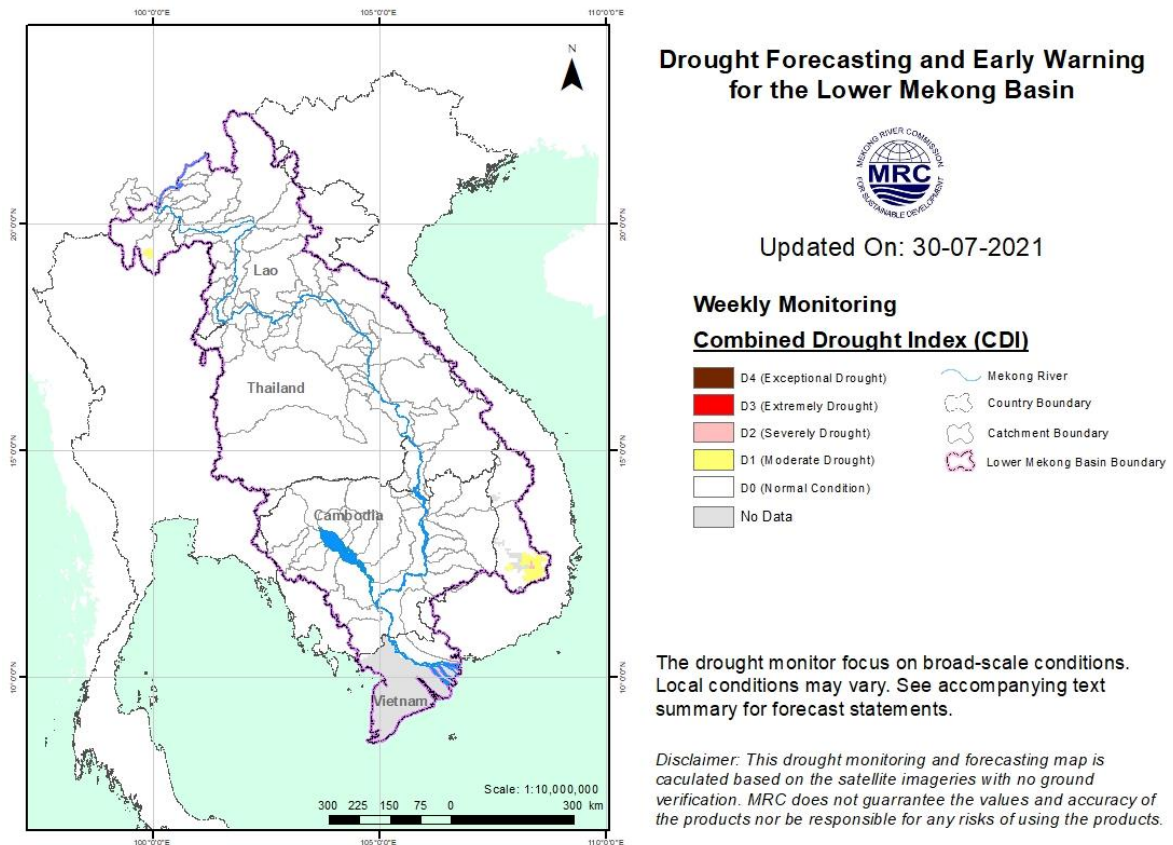 100°0'0"E 105°0'0"E 110°0'0"E
N
20°0'0"N 20°0'0"N
Lao
Thailand
15°0'0"N 15°0'0"N
Cambodia
10°0'0"N 10°0'0"N
Vietnam
Scale: 1:10,000,000
300 225 150 75 0 300 km
100°0'0"E 105°0'0"E 110°0'0"E
Drought Forecasting and Early Warning
for the Lower Mekong Basin
MEKONG RIVER COMMISSION
MRC
FOR SUSTAINABLE DEVELOPMENT
Updated On: 30-07-2021
Weekly Monitoring
Combined Drought Index (CDI)
D4 (Exceptional Drought)
D3 (Extremely Drought)
D2 (Severely Drought)
D1 (Moderate Drought)
D0 (Normal Condition)
No Data
Mekong River
Country Boundary
Catchment Boundary
Lower Mekong Basin Boundary
The drought monitor focus on broad-scale conditions.
Local conditions may vary. See accompanying text
summary for forecast statements.
Disclaimer: This drought monitoring and forecasting map is
caculated based on the satellite imageries with no ground
verification. MRC does not guarrantee the values and accuracy of
the products nor be responsible for any risks of using the products.